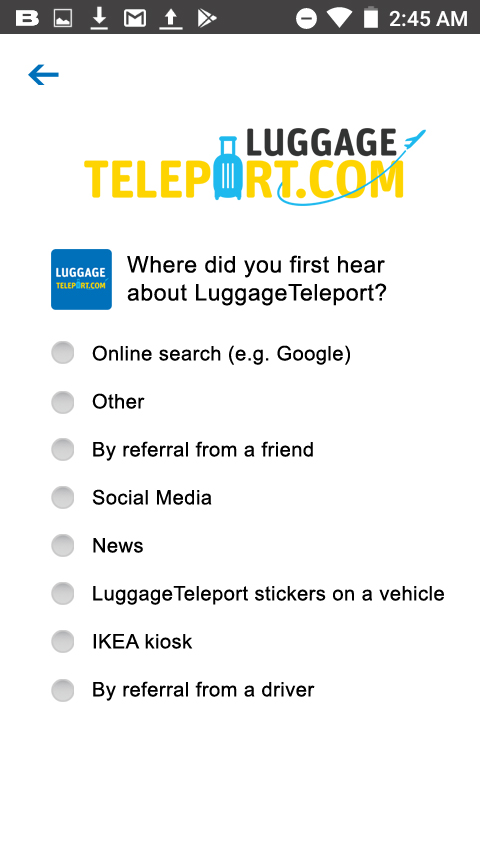 2:45 AM
LUGGAGE
TELEPORT.COM
LUGGAGE
TELEPORT.COM
Where did you first hear
about LuggageTeleport?
Online search (e.g. Google)
Other
By referral from a friend
Social Media
News
LuggageTeleport stickers on a vehicle
IKEA kiosk
By referral from a driver